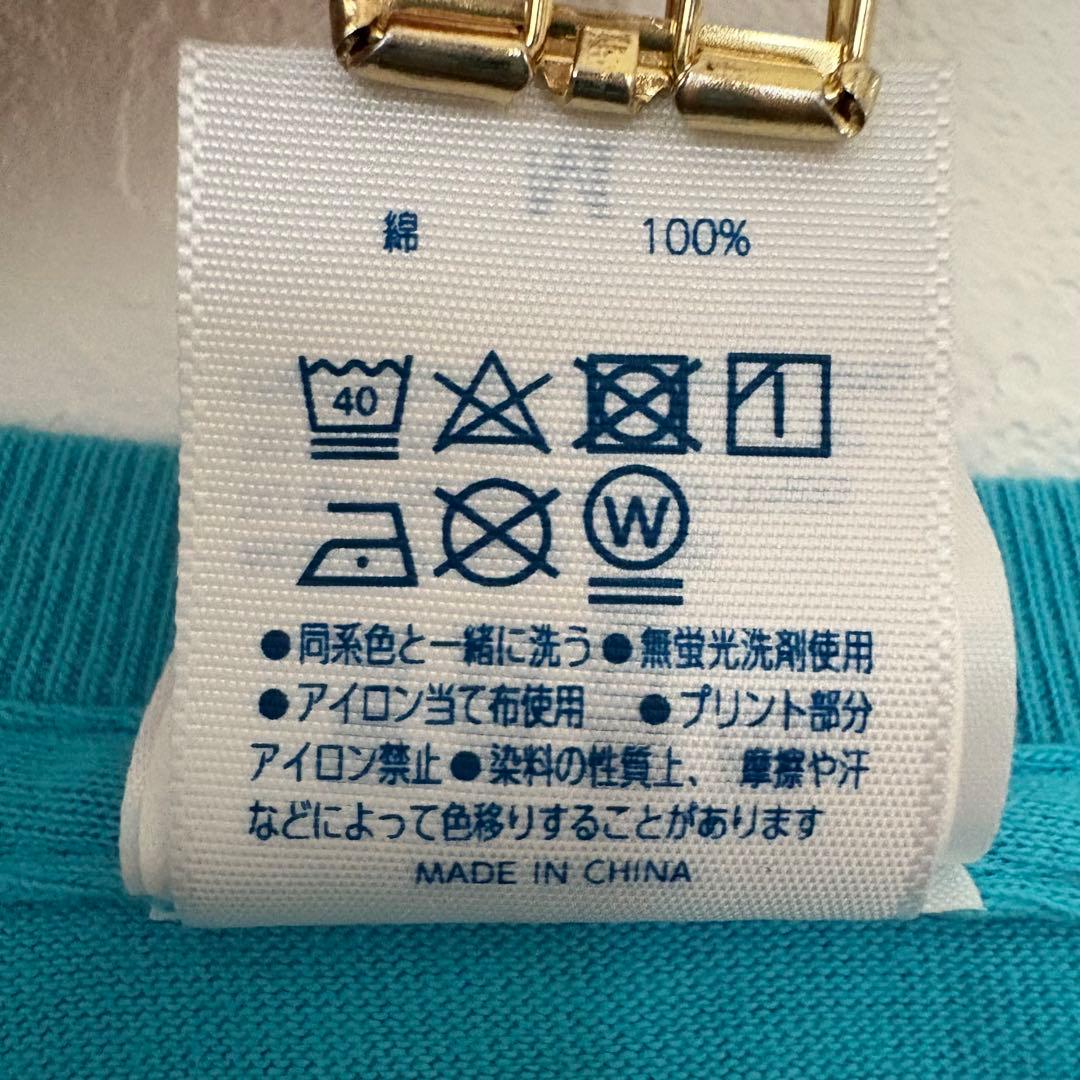 綿 100%
40
W
●同系色と一緒に洗う●無蛍光洗剤使用
●アイロン当て布使用 ●プリント部分
アイロン禁止●染料の性質上、摩擦や汗
などによって色移りすることがあります
MADE IN CHINA